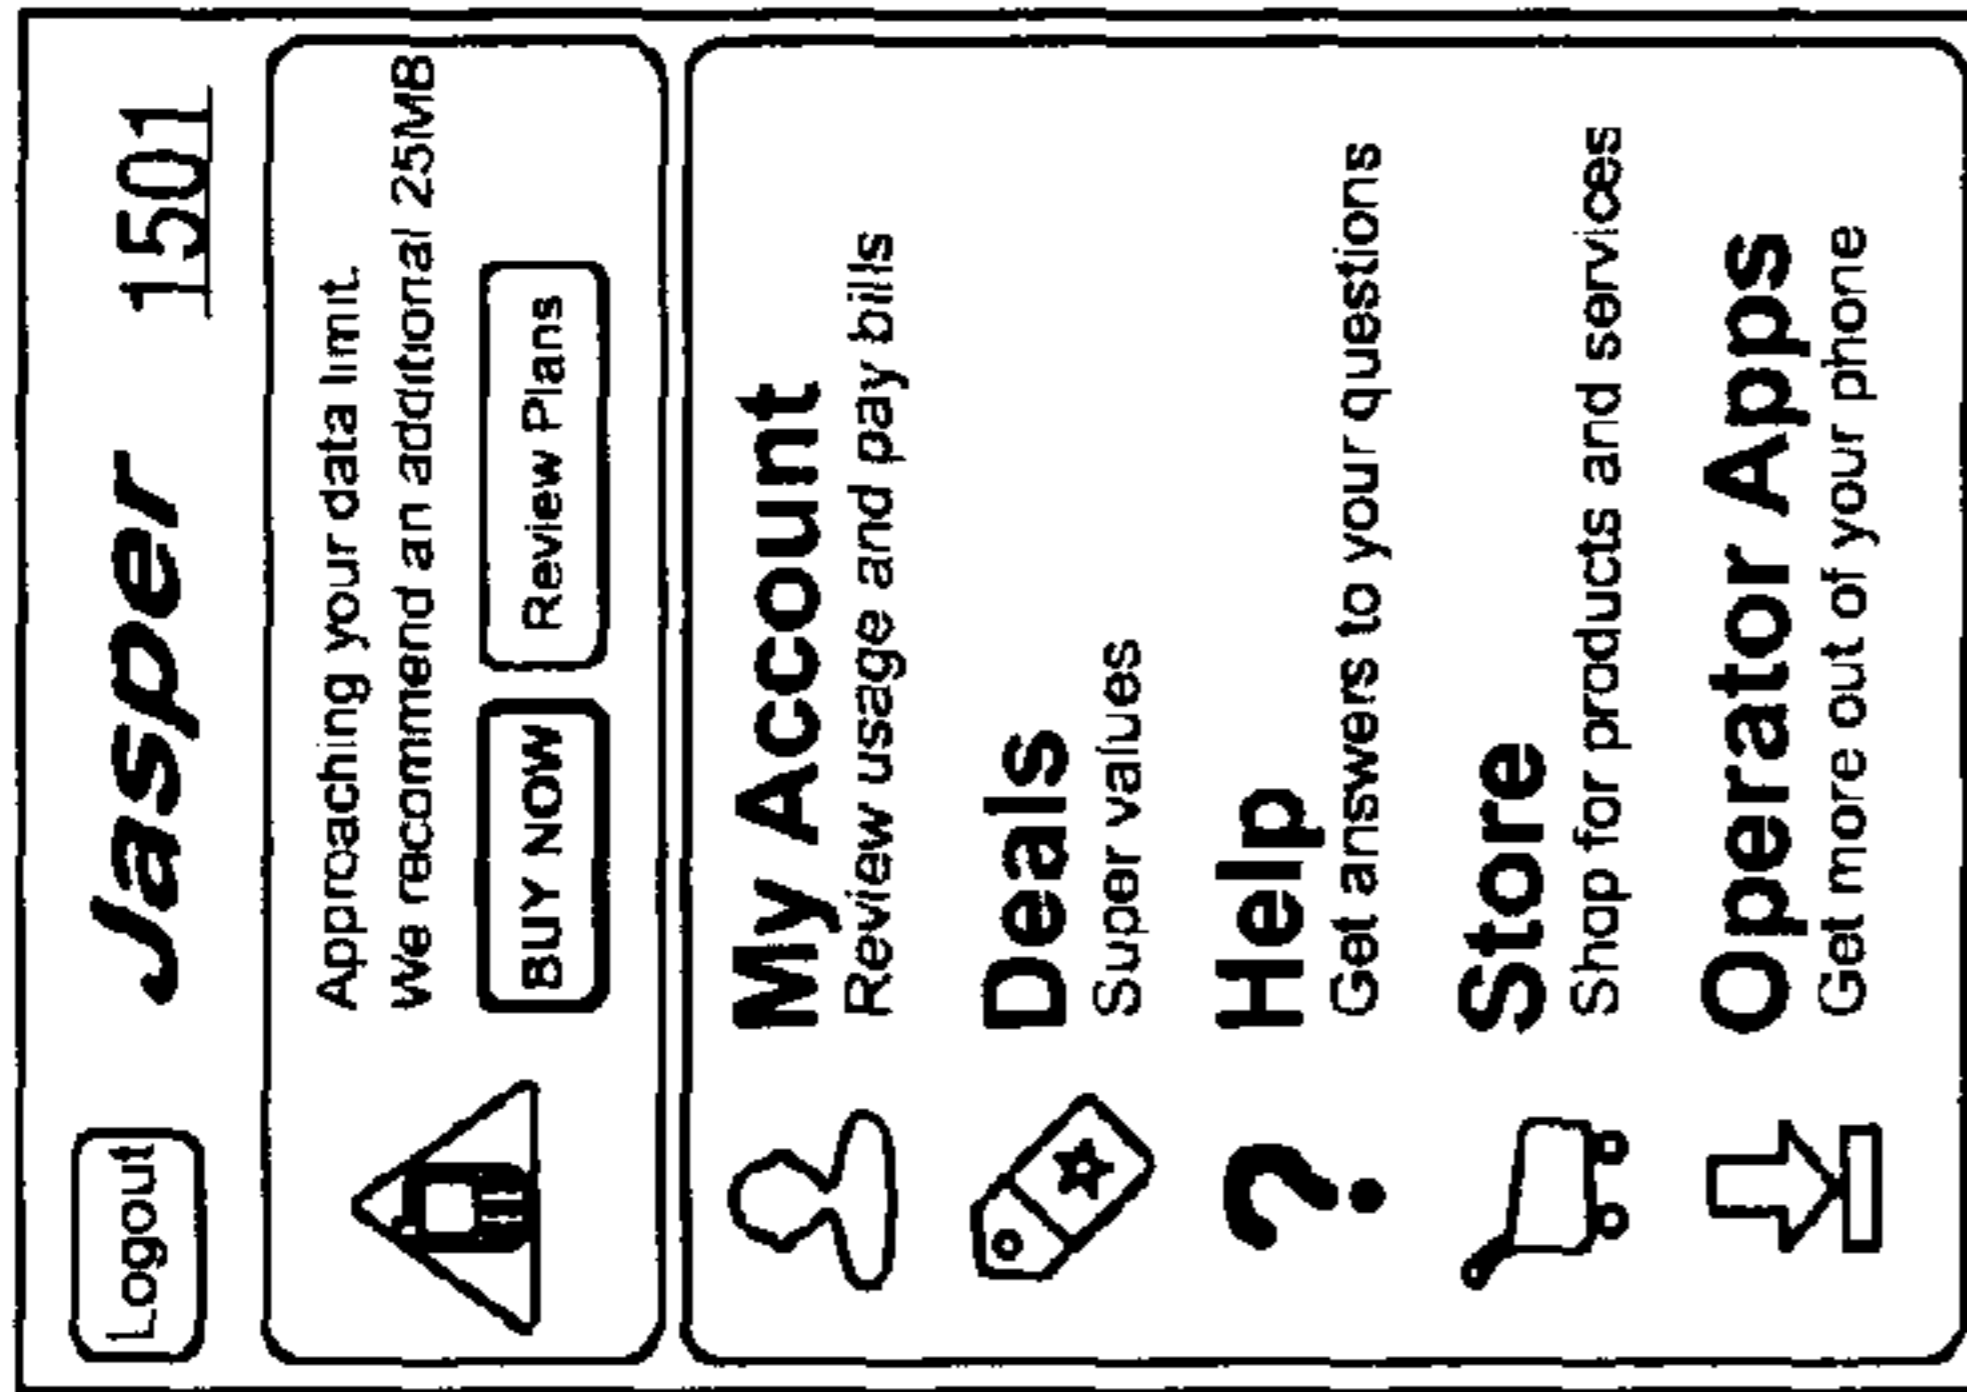 Logout Jasper 1501
Approaching your data limit.
We recommend an additional 25MB
BUY NOW Review Plans
My Account
Review usage and pay bills
Deals
Super values
Help
Get answers to your questions
Store
Shop for products and services
Operator Apps
Get more out of your phone